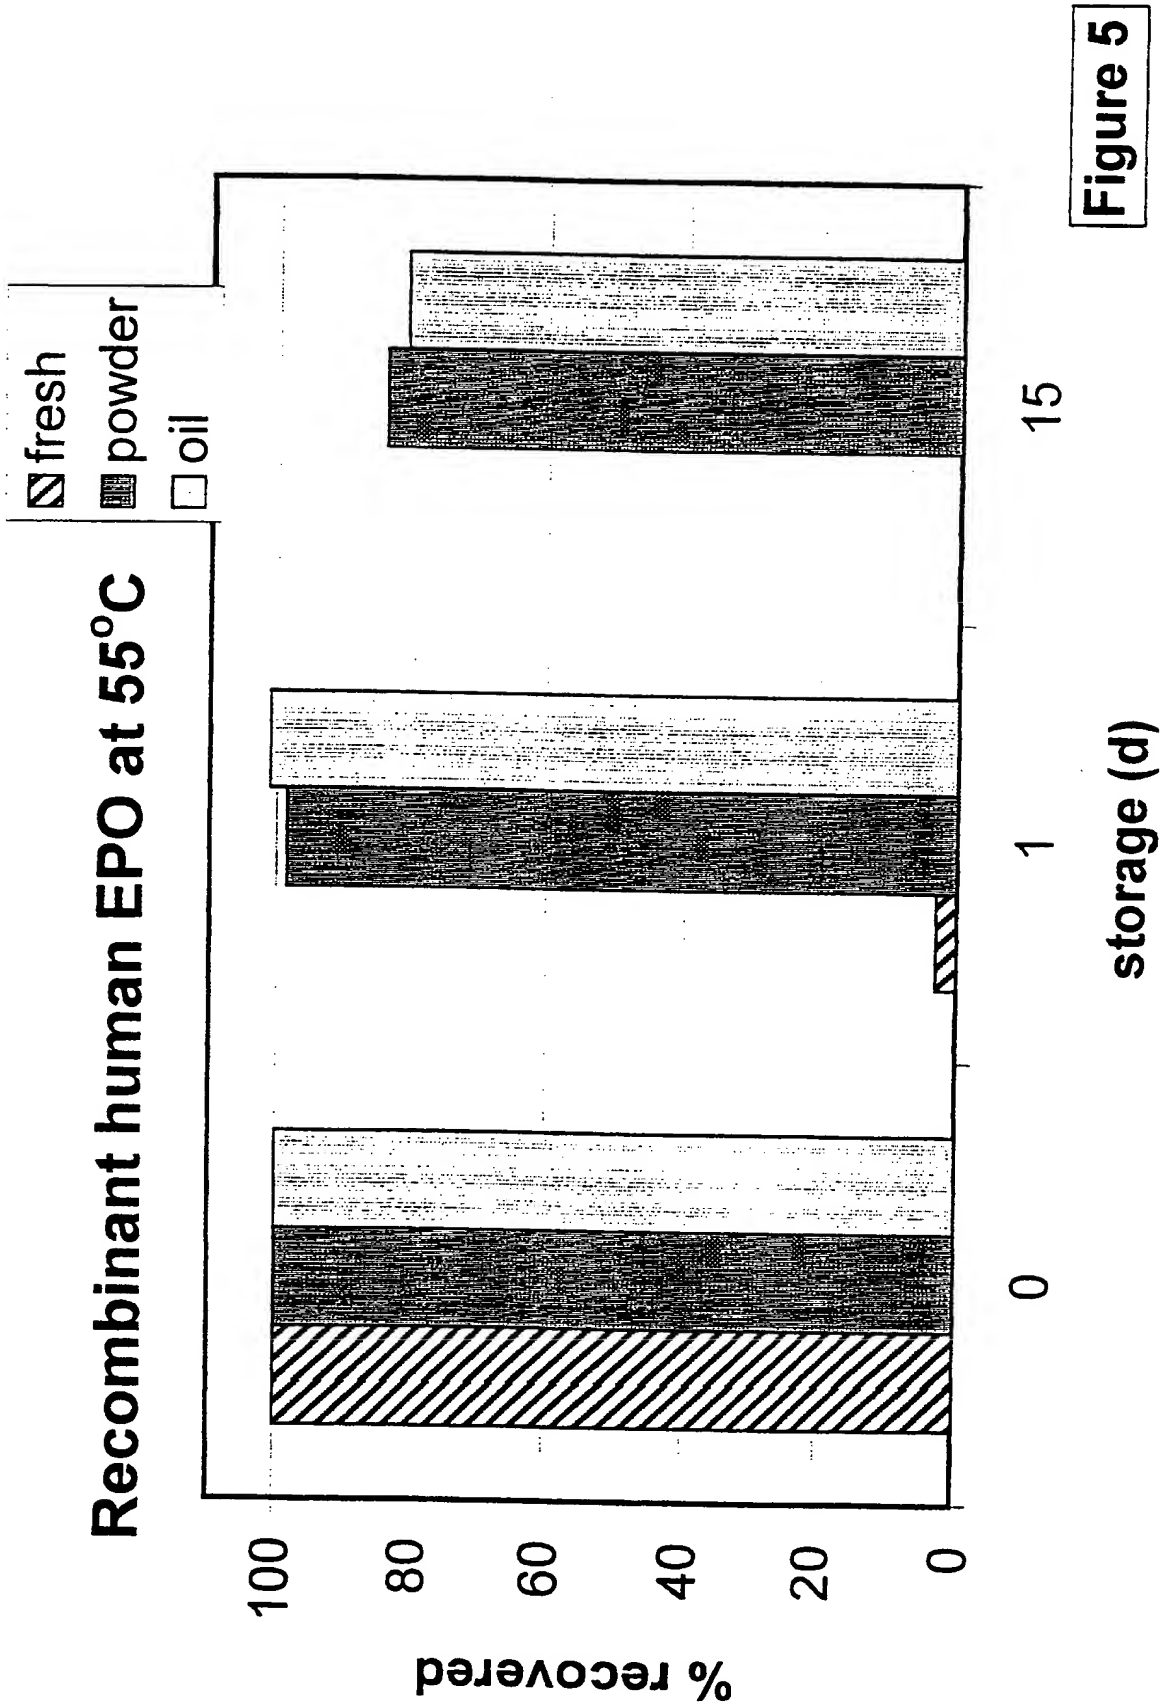 Recombinant human EPO at 55°C
fresh
powder
oil
% recovered
100
80
60
40
20
0
0
1
15
storage (d)
Figure 5